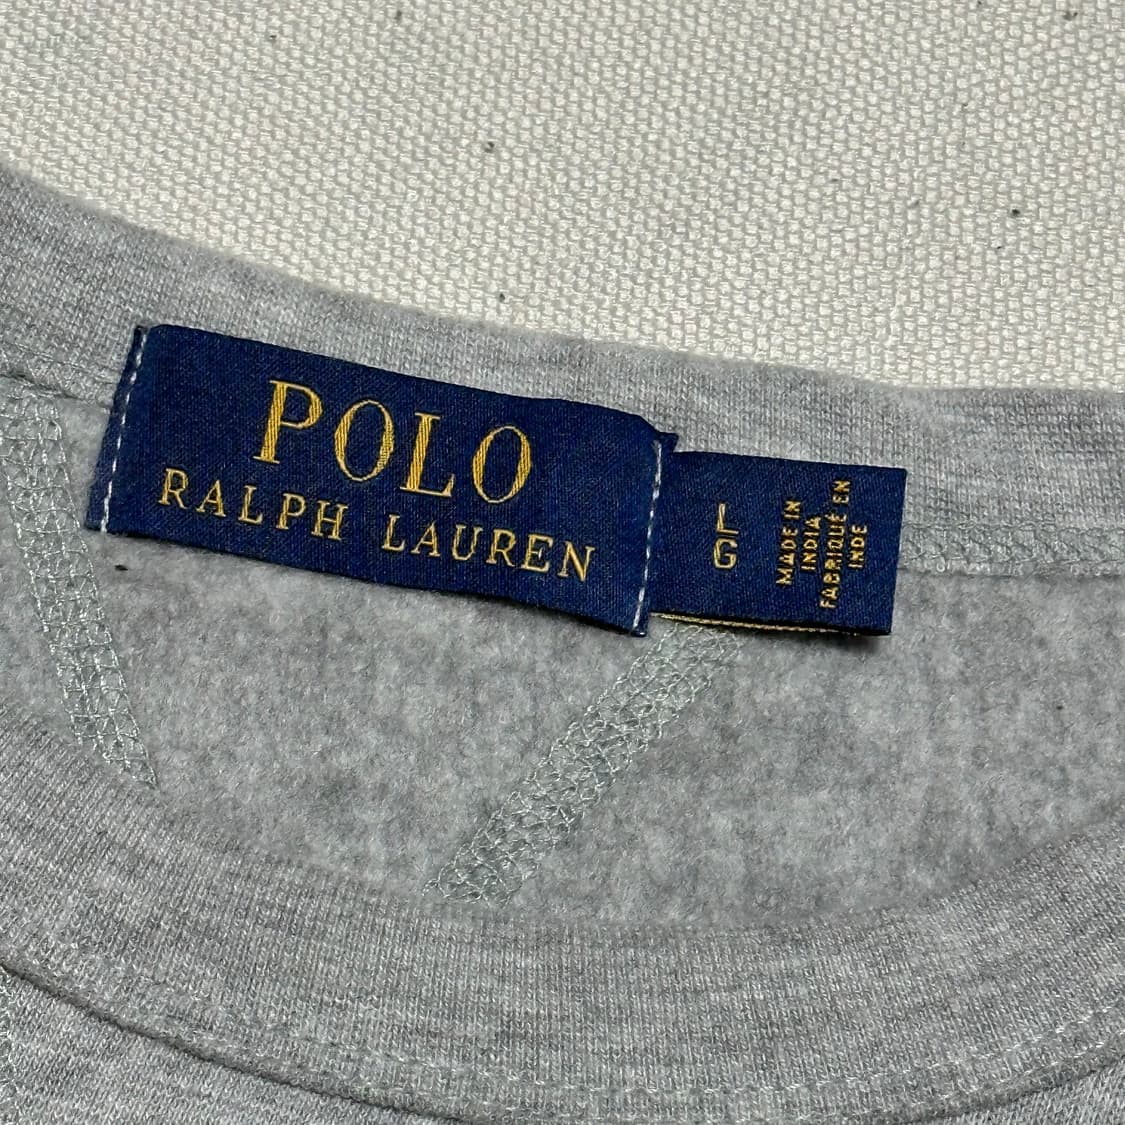 POLO
RALPH LAUREN
L
G
MADE IN
INDIA
FABRIQUÉ EN
INDE